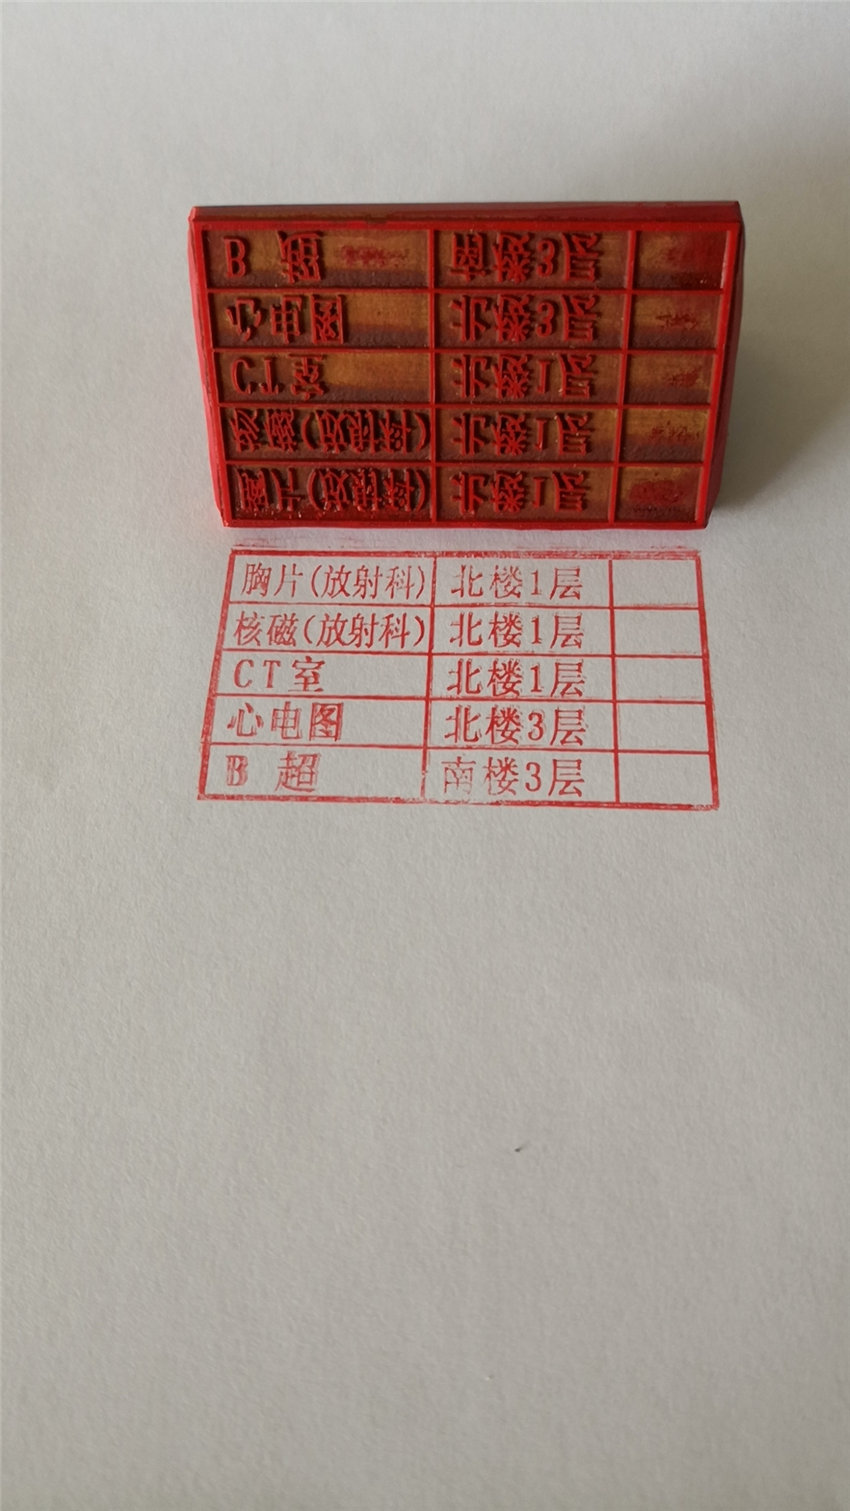 胸片(放射科) 北楼1层
核磁(放射科) 北楼1层
CT室 北楼1层
心电图 北楼3层
B 超 南楼3层